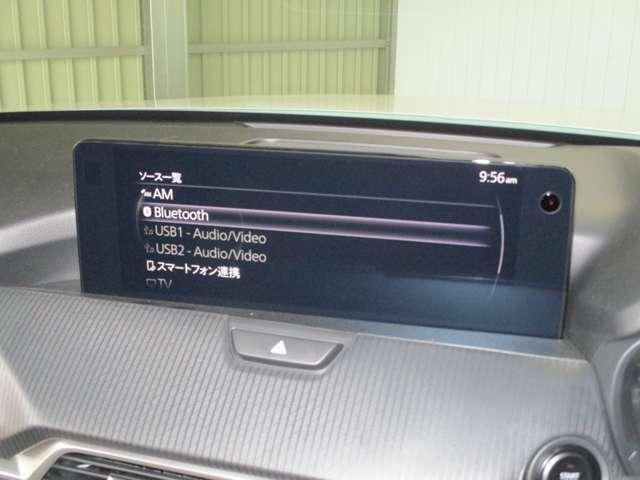 ソース一覧 9:56am
AM
Bluetooth
USB1 - Audio/Video
USB2 - Audio/Video
スマートフォン連携
TV
START